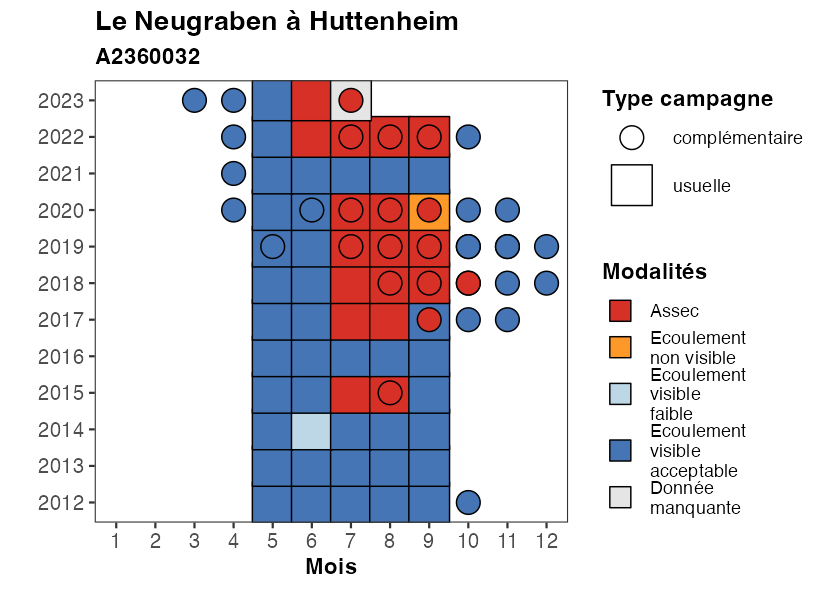 Le Neugraben à Huttenheim
A2360032
2023
2022
2021
2020
2019
2018
2017
2016
2015
2014
2013
2012
1 2 3 4 5 6 7 8 9 10 11 12
Mois
Type campagne
complémentaire
usuelle
Modalités
Assec
Ecoulement
non visible
Ecoulement
visible
faible
Ecoulement
visible
acceptable
Donnée
manquante